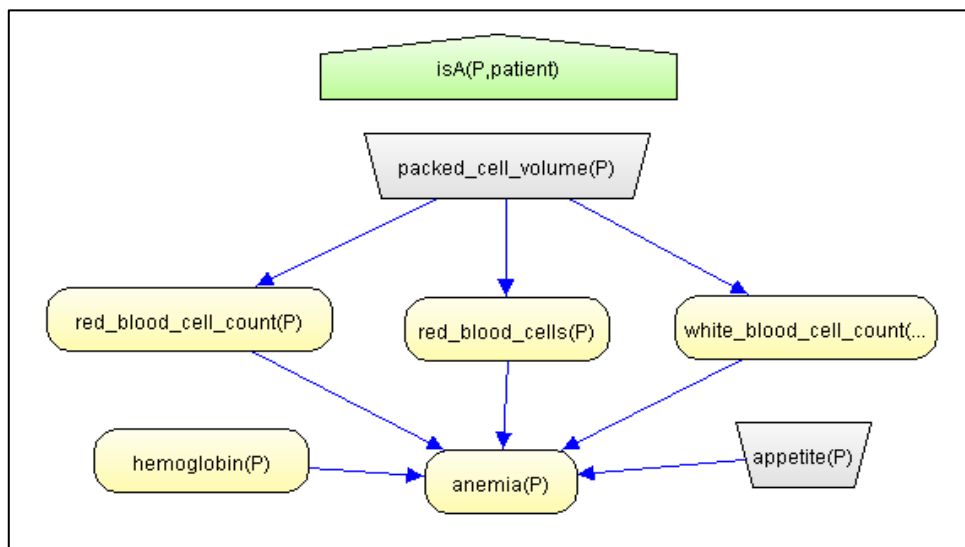 isA(P,patient)
packed_cell_volume(P)
red_blood_cell_count(P)
red_blood_cells(P)
white_blood_cell_count(...
hemoglobin(P)
anemia(P)
appetite(P)